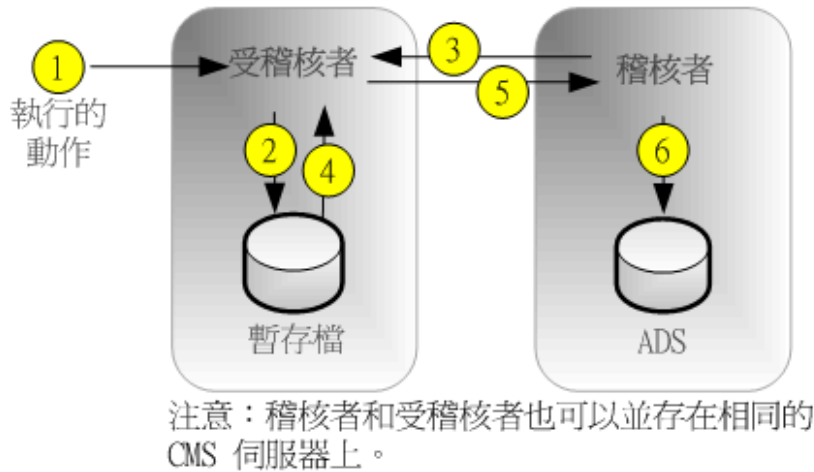 1
執行的
動作
受稽核者
2
4
暫存檔
3
5
稽核者
6
ADS
注意：稽核者和受稽核者也可以並存在相同的
CMS 伺服器上。